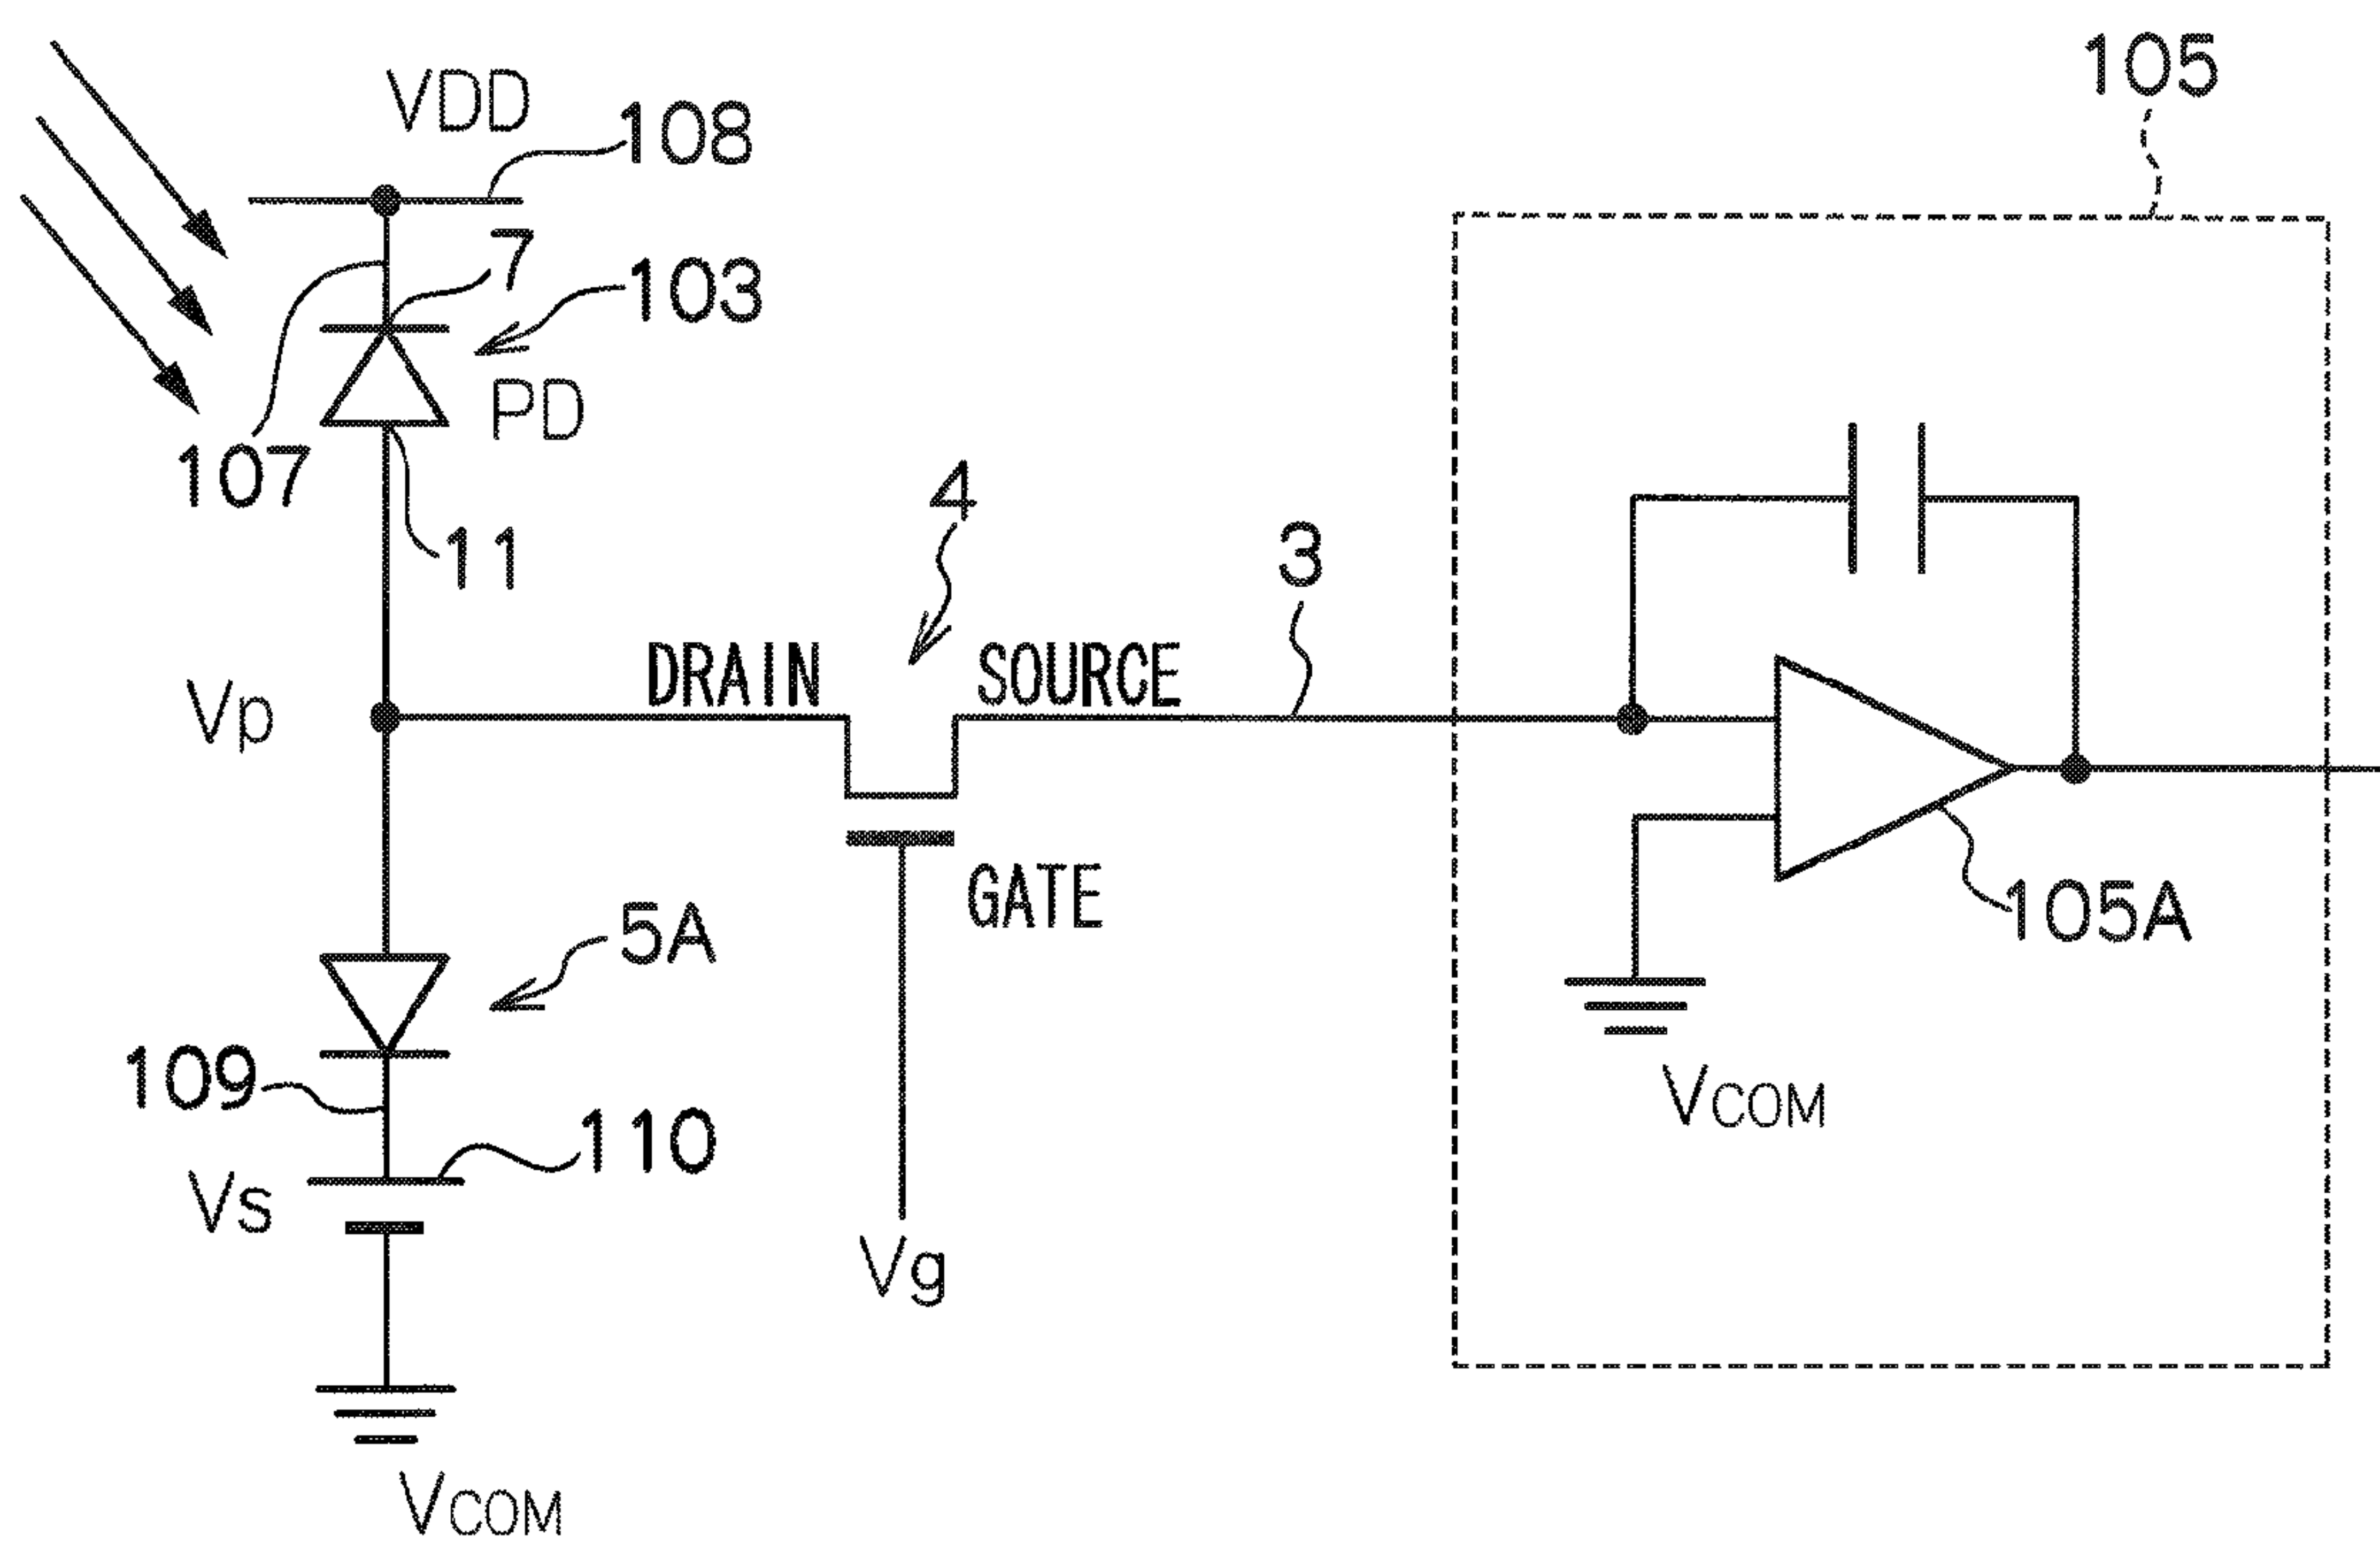 105
VDD
108
7
103
PD
107
11
4
3
DRAIN
SOURCE
Vp
GATE
5A
105A
109
110
VCOM
Vs
Vg
VCOM